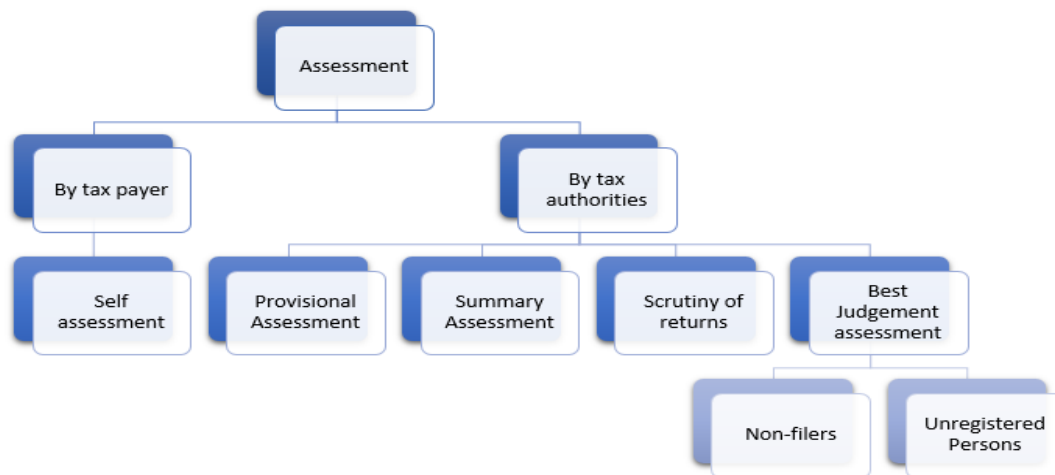 Assessment
By tax payer
By tax
authorities
Self
assessment
Provisional
Assessment
Summary
Assessment
Scrutiny of
returns
Best
Judgement
assessment
Non-filers
Unregistered
Persons